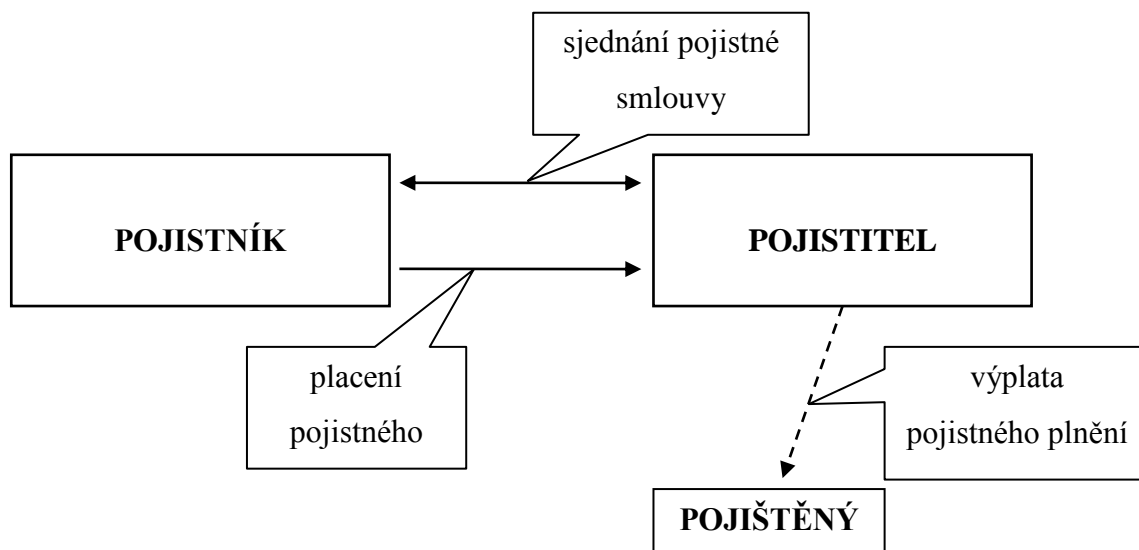 sjednání pojistné
smlouvy
POJISTNÍK
POJISTITEL
placení
pojistného
výplata
pojistného plnění
POJIŠTĚNÝ